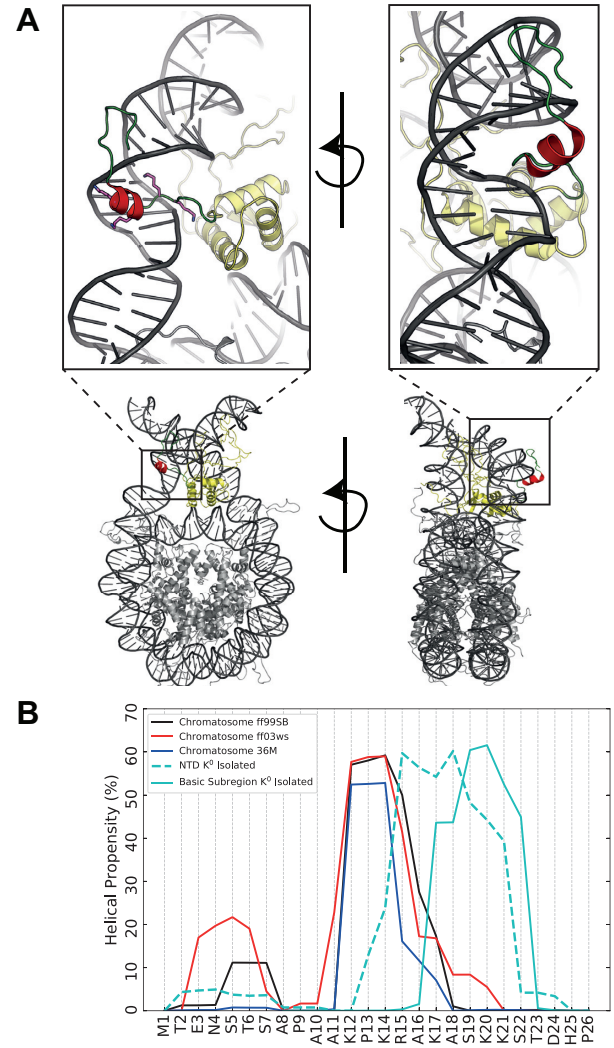 A
B
70
60
50
40
30
20
10
0
Helical Propensity (%)
Chromatosome ff99SB
Chromatosome ff03ws
Chromatosome 36M
NTD K⁰ Isolated
Basic Subregion K⁰ Isolated
M1
T2
E3
N4
S5
T6
S7
A8
P9
A10
A11
K12
P13
K14
R15
A16
K17
A18
S19
K20
K21
S22
T23
D24
H25
P26